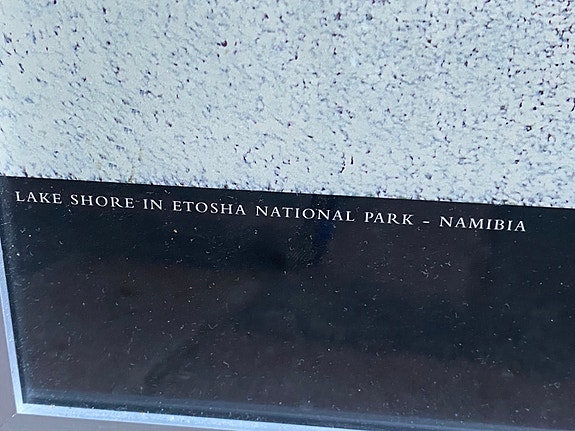 LAKE SHORE IN ETOSHA NATIONAL PARK – NAMIBIA